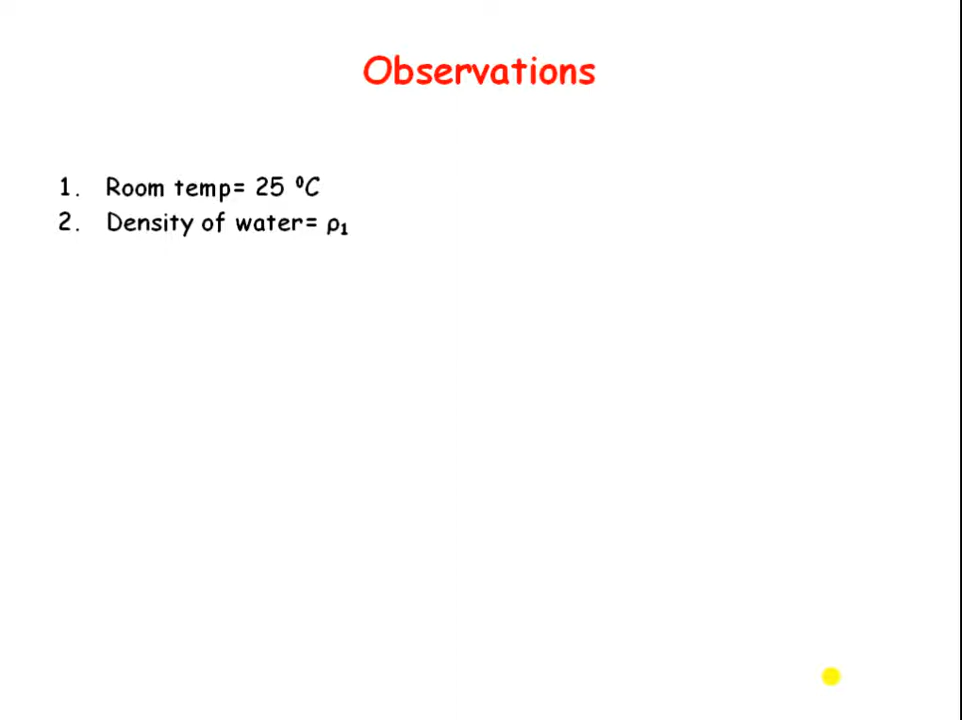 Observations
1. Room temp= 25 ⁰C
2. Density of water= ρ₁